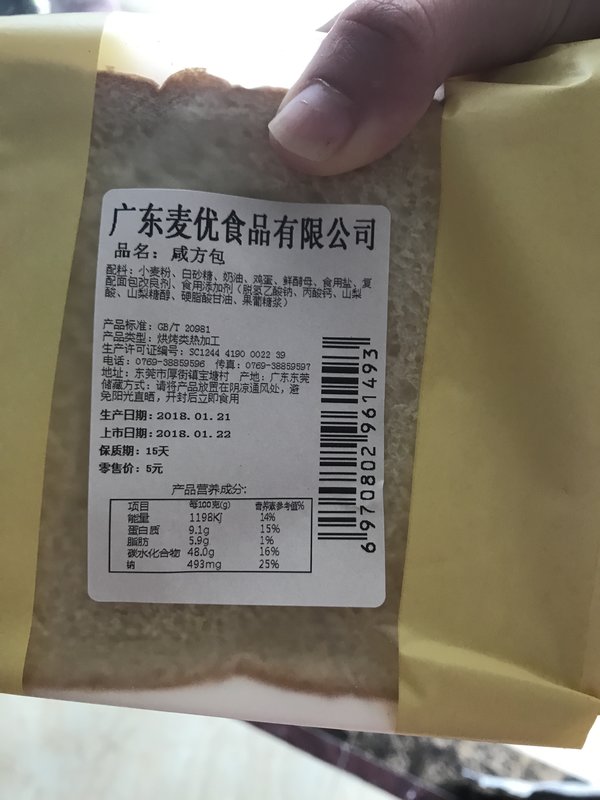 广东麦优食品有限公司
品名：咸方包
配料：小麦粉、白砂糖、奶油、鸡蛋、鲜酵母、食用盐、复
配面包改良剂、食用添加剂（脱氢乙酸钠、丙酸钙、山梨
酸、山梨糖醇、硬脂酸甘油、果葡糖浆）
产品标准：GB/T 20981
产品类型：烘烤类热加工
生产许可证编号：SC1244 4190 0022 39
电话：0769-38859596 传真：0769-38859597
地址：东莞市厚街镇宝塘村 产地：广东东莞
储藏方式：请将产品放置在阴凉通风处，避
免阳光直晒，开封后立即食用
生产日期：2018.01.21
上市日期：2018.01.22
保质期：15天
零售价：5元
产品营养成分：
项目 每100克(g) 营养素参考值%
能量 1198KJ 14%
蛋白质 9.1g 15%
脂肪 5.9g 1%
碳水化合物 48.0g 16%
钠 493mg 25%
6 970802 961493